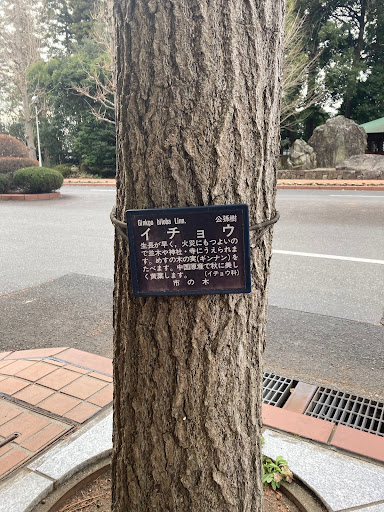 Ginkgo biloba Linn. 公孫樹
イチョウ
生長が早く、火災にもつよいの
で並木や神社・寺にうえられま
す。めすの木の実(ギンナン)を
たべます。中国原産で秋に美し
く黄葉します。 (イチョウ科)
市の木